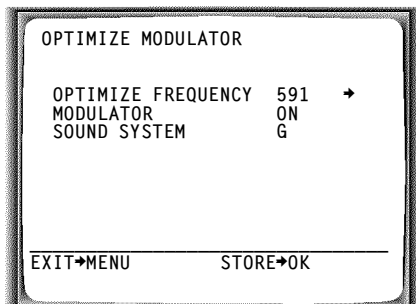 OPTIMIZE MODULATOR
OPTIMIZE FREQUENCY 591 ➜
MODULATOR ON
SOUND SYSTEM G
EXIT➜MENU STORE➜OK